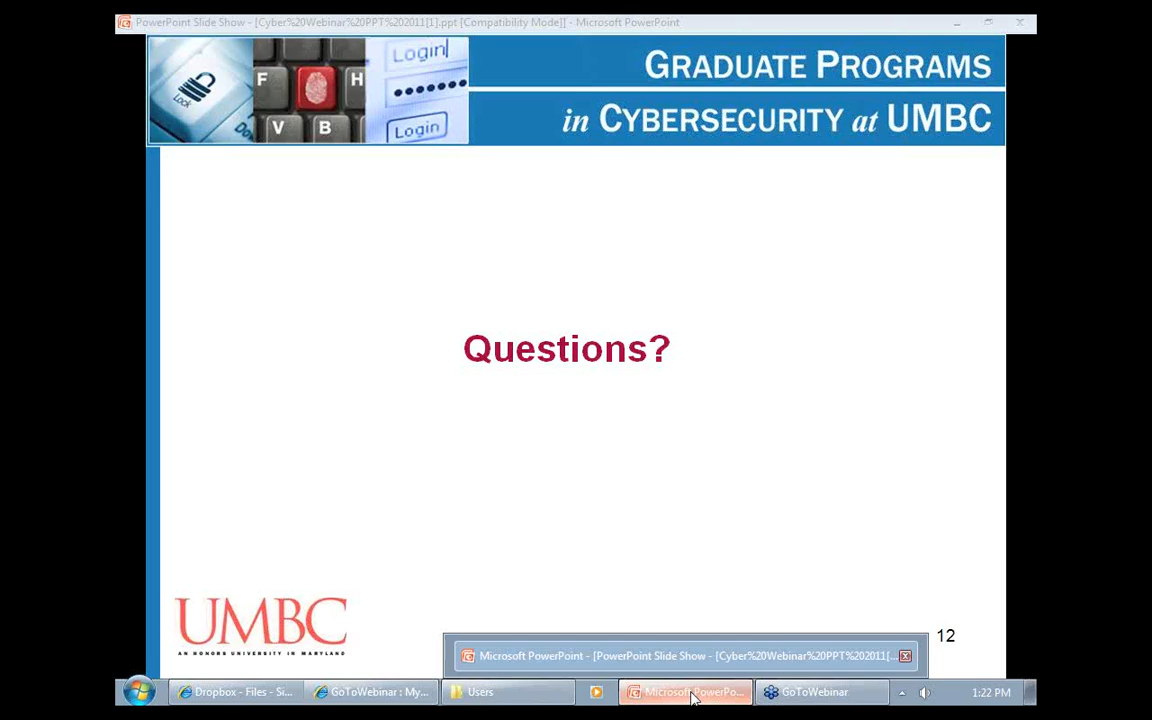 PowerPoint Slide Show - [Cyber%20Webinar%20PPT%202011[1].ppt [Compatibility Mode]] - Microsoft PowerPoint
Lock
Do
F
H
V
B
Login
Login
GRADUATE PROGRAMS
in CYBERSECURITY at UMBC
Questions?
UMBC
AN HONORS UNIVERSITY IN MARYLAND
12
Microsoft PowerPoint - [PowerPoint Slide Show - [Cyber%20Webinar%20PPT%202011[...
Dropbox - Files - Si...
GoToWebinar : My...
Users
Microsoft PowerPo...
GoToWebinar
1:22 PM